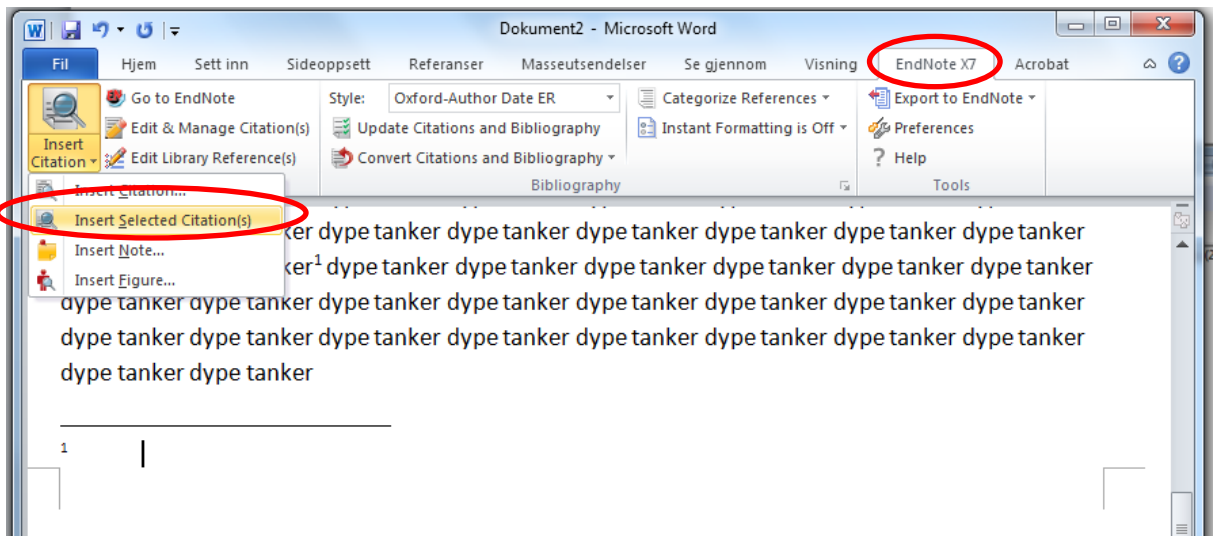 W
Dokument2 - Microsoft Word
Fil Hjem Sett inn Sideoppsett Referanser Masseutsendelser Se gjennom Visning EndNote X7 Acrobat
Insert Citation
Go to EndNote
Edit & Manage Citation(s)
Edit Library Reference(s)
Style: Oxford-Author Date ER
Update Citations and Bibliography
Convert Citations and Bibliography
Categorize References
Instant Formatting is Off
Bibliography
Export to EndNote
Preferences
? Help
Tools
Insert Citation...
Insert Selected Citation(s)
Insert Note...
Insert Figure...
ker dype tanker dype tanker dype tanker dype tanker dype tanker dype tanker
ker1 dype tanker dype tanker dype tanker dype tanker dype tanker dype tanker
dype tanker dype tanker dype tanker dype tanker dype tanker dype tanker dype tanker dype tanker
dype tanker dype tanker dype tanker dype tanker dype tanker dype tanker dype tanker dype tanker
dype tanker dype tanker
1